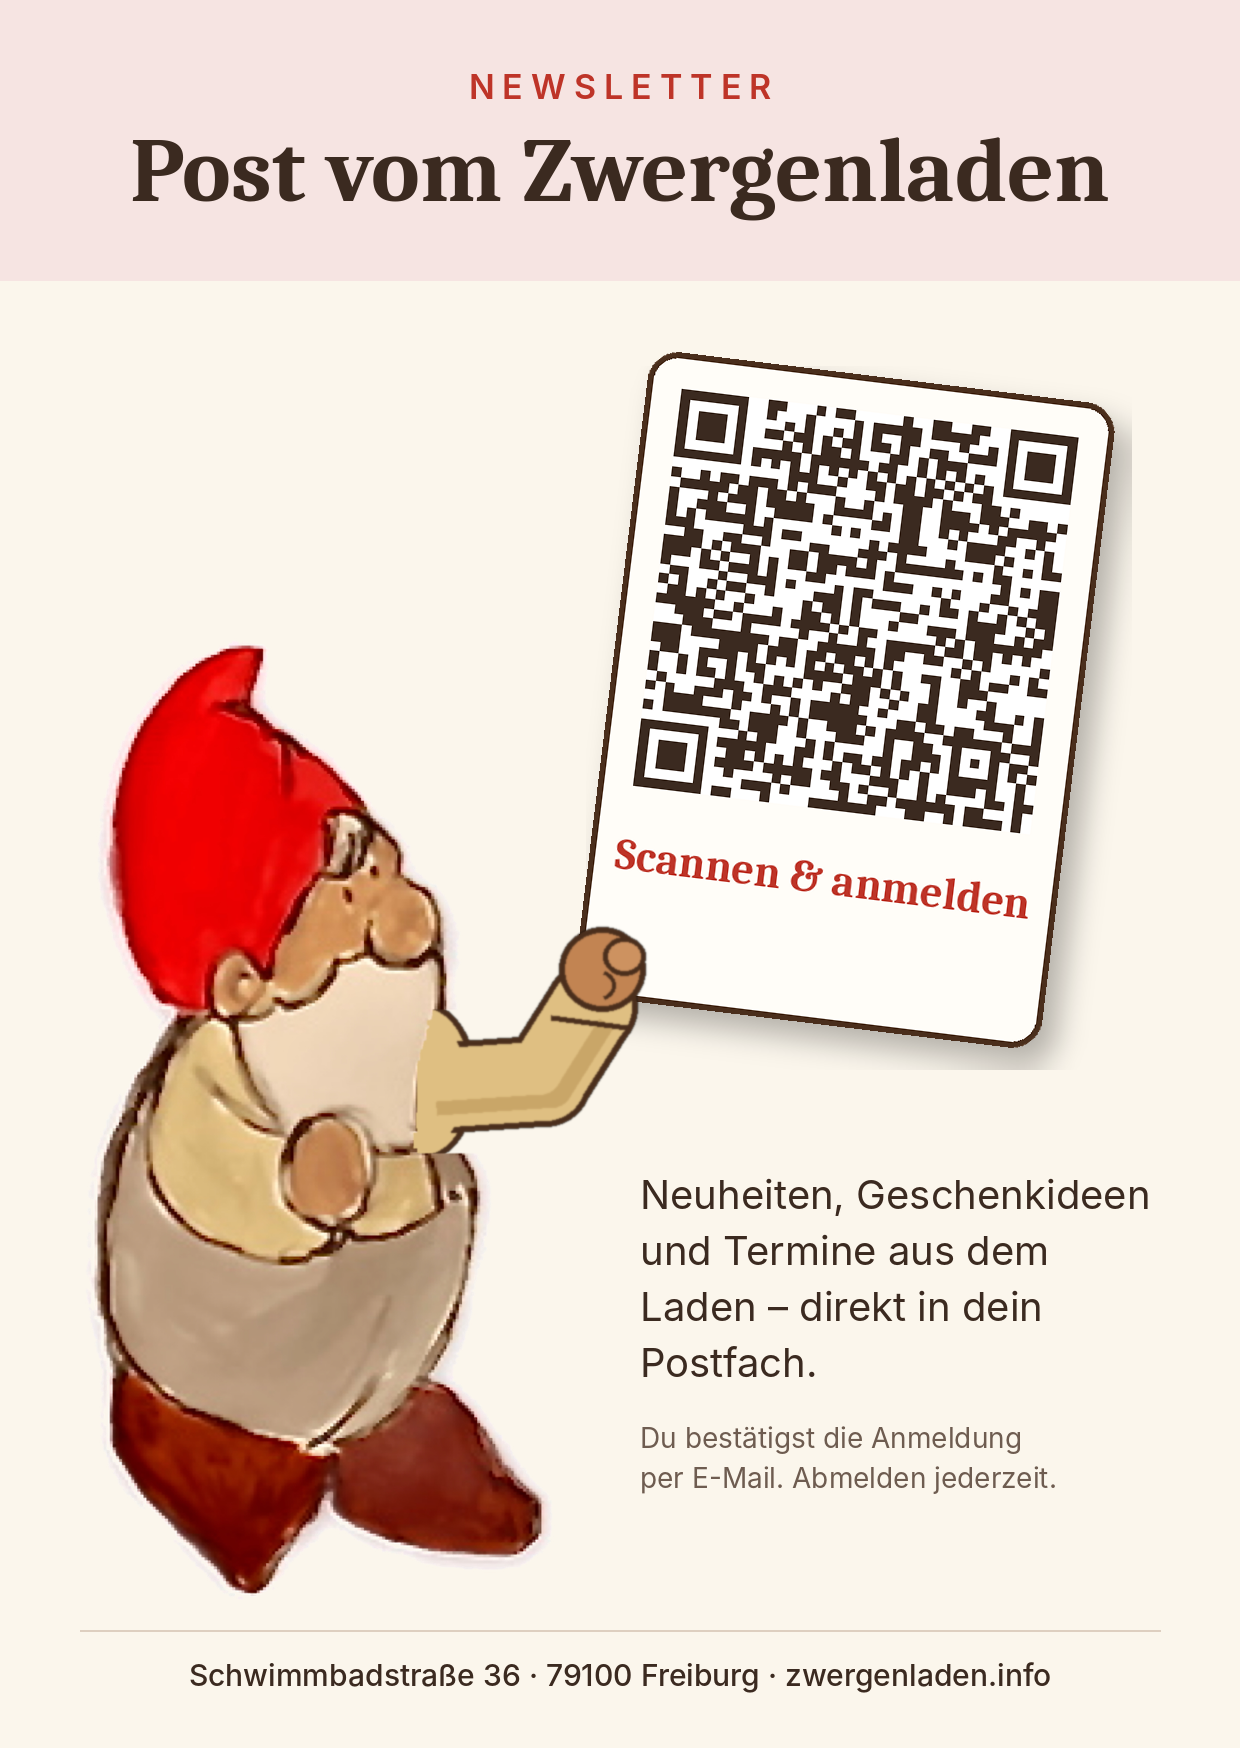 NEWSLETTER
Post vom Zwergenladen
Scannen & anmelden
Neuheiten, Geschenkideen
und Termine aus dem
Laden – direkt in dein
Postfach.
Du bestätigst die Anmeldung
per E-Mail. Abmelden jederzeit.
Schwimmbadstraße 36 · 79100 Freiburg · zwergenladen.info